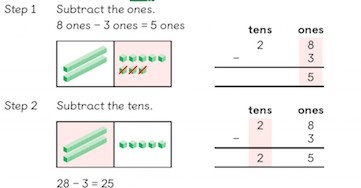 Step 1 Subtract the ones.
8 ones − 3 ones = 5 ones
tens ones
2 8
− 3
5
Step 2 Subtract the tens.
tens ones
2 8
− 3
2 5
28 − 3 = 25